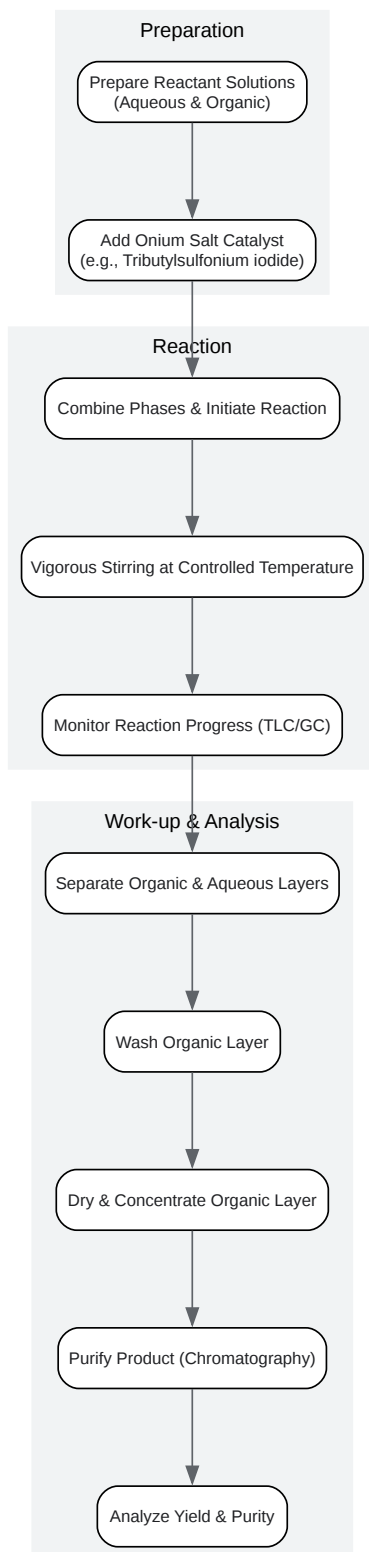 Preparation
Prepare Reactant Solutions
(Aqueous & Organic)
Add Onium Salt Catalyst
(e.g., Tributylsulfonium iodide)
Reaction
Combine Phases & Initiate Reaction
Vigorous Stirring at Controlled Temperature
Monitor Reaction Progress (TLC/GC)
Work-up & Analysis
Separate Organic & Aqueous Layers
Wash Organic Layer
Dry & Concentrate Organic Layer
Purify Product (Chromatography)
Analyze Yield & Purity